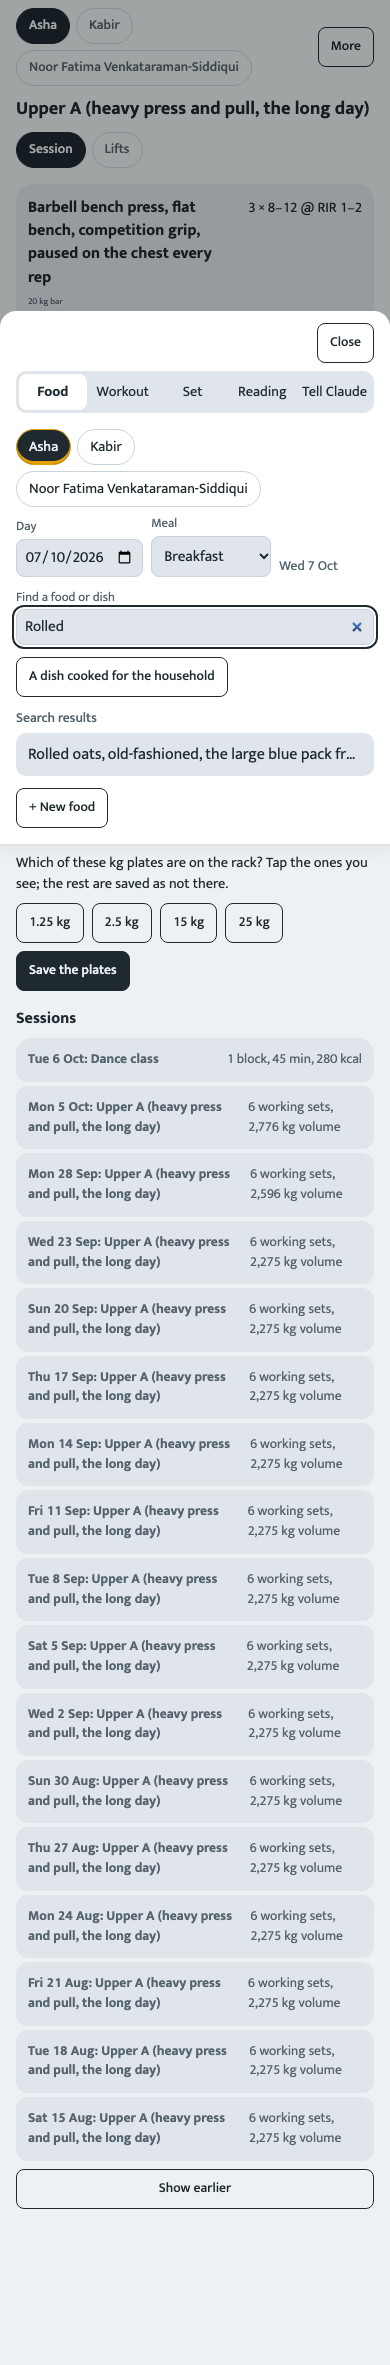 Asha
Kabir
More
Noor Fatima Venkataraman-Siddiqui
Upper A (heavy press and pull, the long day)
Session
Lifts
Barbell bench press, flat
bench, competition grip,
paused on the chest every
rep
3 × 8–12 @ RIR 1–2
20 kg bar
Close
Food
Workout
Set
Reading
Tell Claude
Asha
Kabir
Noor Fatima Venkataraman-Siddiqui
Day
Meal
07/10/2026
Breakfast
Wed 7 Oct
Find a food or dish
Rolled
A dish cooked for the household
Search results
Rolled oats, old-fashioned, the large blue pack fr...
+ New food
Which of these kg plates are on the rack? Tap the ones you
see; the rest are saved as not there.
1.25 kg
2.5 kg
15 kg
25 kg
Save the plates
Sessions
Tue 6 Oct: Dance class
1 block, 45 min, 280 kcal
Mon 5 Oct: Upper A (heavy press
and pull, the long day)
6 working sets,
2,776 kg volume
Mon 28 Sep: Upper A (heavy press
and pull, the long day)
6 working sets,
2,596 kg volume
Wed 23 Sep: Upper A (heavy press
and pull, the long day)
6 working sets,
2,275 kg volume
Sun 20 Sep: Upper A (heavy press
and pull, the long day)
6 working sets,
2,275 kg volume
Thu 17 Sep: Upper A (heavy press
and pull, the long day)
6 working sets,
2,275 kg volume
Mon 14 Sep: Upper A (heavy press
and pull, the long day)
6 working sets,
2,275 kg volume
Fri 11 Sep: Upper A (heavy press
and pull, the long day)
6 working sets,
2,275 kg volume
Tue 8 Sep: Upper A (heavy press
and pull, the long day)
6 working sets,
2,275 kg volume
Sat 5 Sep: Upper A (heavy press
and pull, the long day)
6 working sets,
2,275 kg volume
Wed 2 Sep: Upper A (heavy press
and pull, the long day)
6 working sets,
2,275 kg volume
Sun 30 Aug: Upper A (heavy press
and pull, the long day)
6 working sets,
2,275 kg volume
Thu 27 Aug: Upper A (heavy press
and pull, the long day)
6 working sets,
2,275 kg volume
Mon 24 Aug: Upper A (heavy press
and pull, the long day)
6 working sets,
2,275 kg volume
Fri 21 Aug: Upper A (heavy press
and pull, the long day)
6 working sets,
2,275 kg volume
Tue 18 Aug: Upper A (heavy press
and pull, the long day)
6 working sets,
2,275 kg volume
Sat 15 Aug: Upper A (heavy press
and pull, the long day)
6 working sets,
2,275 kg volume
Show earlier